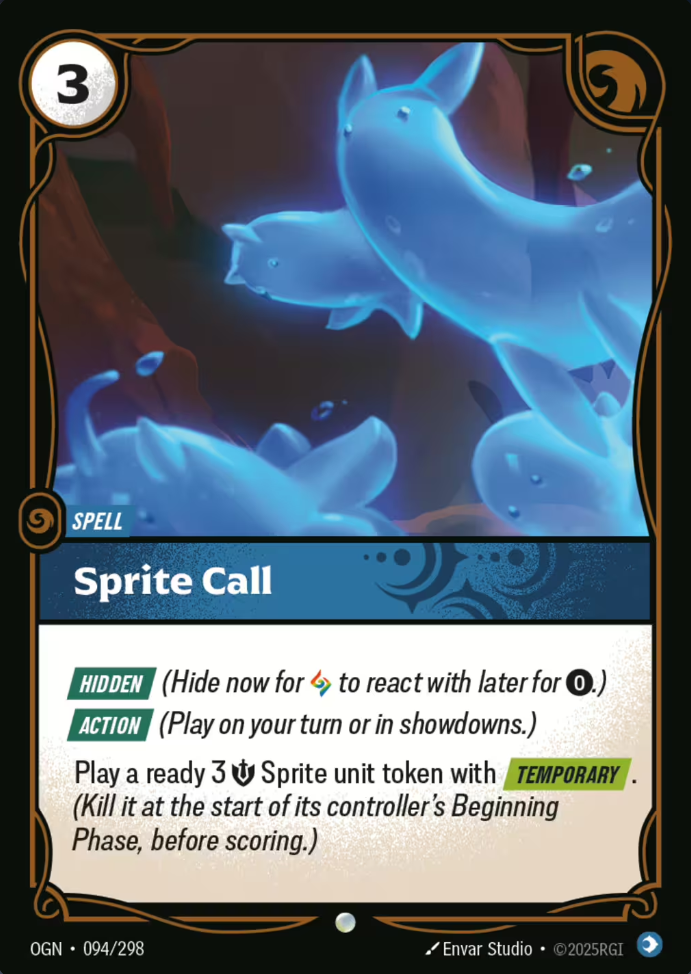 3
SPELL
Sprite Call
HIDDEN (Hide now for to react with later for 0.)
ACTION (Play on your turn or in showdowns.)
Play a ready 3 Sprite unit token with TEMPORARY.
(Kill it at the start of its controller's Beginning
Phase, before scoring.)
OGN • 094/298
Envar Studio • ©2025RGI